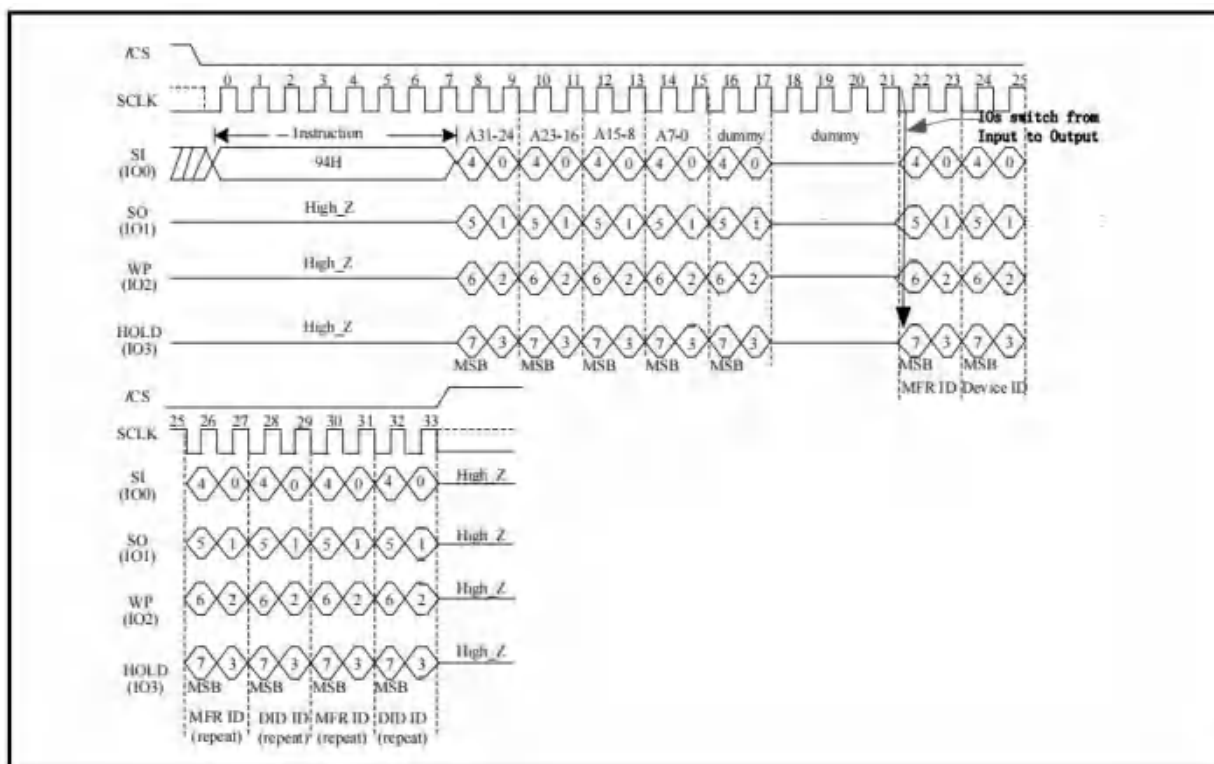 /CS
0 1 2 3 4 5 6 7 8 9 10 11 12 13 14 15 16 17 18 19 20 21 22 23 24 25
SCLK
IOs switch from
Input to Output
Instruction A31-24 A23-16 A15-8 A7-0 dummy dummy
SI
(IO0)
94H 4 0 4 0 4 0 4 0 4 0 4 0 4 0
SO
(IO1)
High_Z 5 1 5 1 5 1 5 1 5 1 5 1 5 1
WP
(IO2)
High_Z 6 2 6 2 6 2 6 2 6 2 6 2 6 2
HOLD
(IO3)
High_Z 7 3 7 3 7 3 7 3 7 3 7 3 7 3
MSB MSB MSB MSB MSB MSB MSB
MFR ID Device ID
/CS
25 26 27 28 29 30 31 32 33
SCLK
SI
(IO0)
4 0 4 0 4 0 4 0 High_Z
SO
(IO1)
5 1 5 1 5 1 5 1 High_Z
WP
(IO2)
6 2 6 2 6 2 6 2 High_Z
HOLD
(IO3)
7 3 7 3 7 3 7 3 High_Z
MSB MSB MSB MSB
MFR ID DID ID MFR ID DID ID
(repeat) (repeat) (repeat) (repeat)